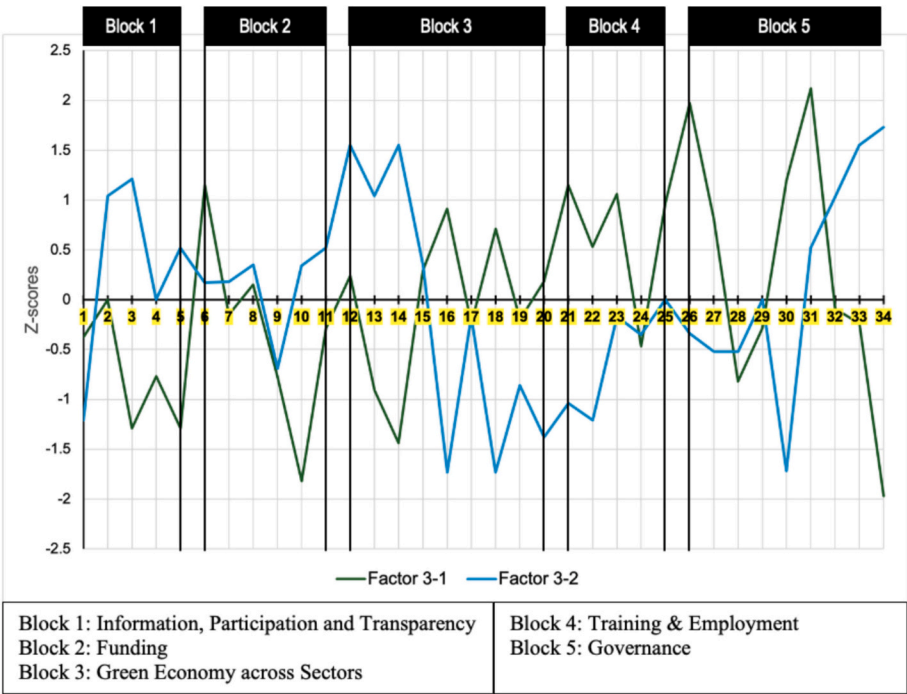 Block 1 Block 2 Block 3 Block 4 Block 5
2.5
2
1.5
1
0.5
0
-0.5
-1
-1.5
-2
-2.5
Z-scores
1 2 3 4 5 6 7 8 9 10 11 12 13 14 15 16 17 18 19 20 21 22 23 24 25 26 27 28 29 30 31 32 33 34
Factor 3-1 Factor 3-2
Block 1: Information, Participation and Transparency
Block 2: Funding
Block 3: Green Economy across Sectors
Block 4: Training & Employment
Block 5: Governance